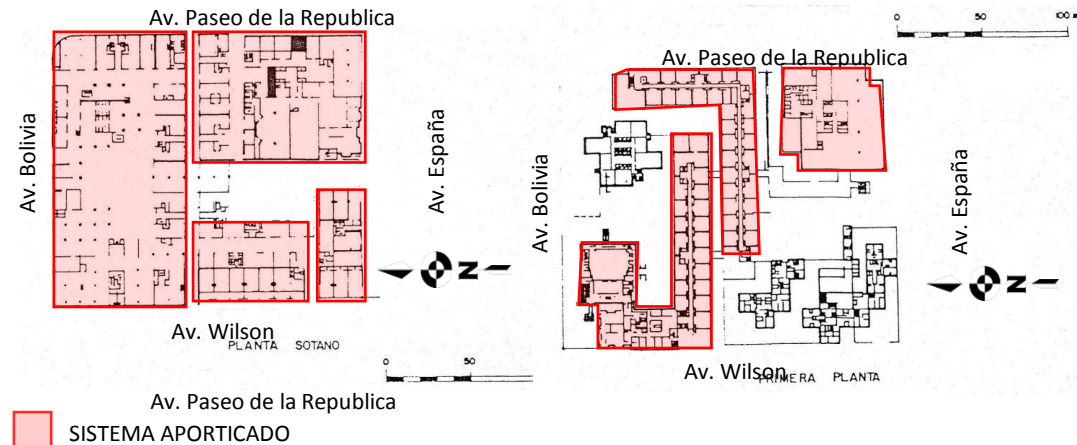 Av. Paseo de la Republica
Av. Bolivia
Av. España
N
Av. Wilson
PLANTA SOTANO
0 50
Av. Paseo de la Republica
SISTEMA APORTICADO
0 50 100
Av. Paseo de la Republica
Av. Bolivia
Av. España
N
Av. Wilson
PRIMERA PLANTA